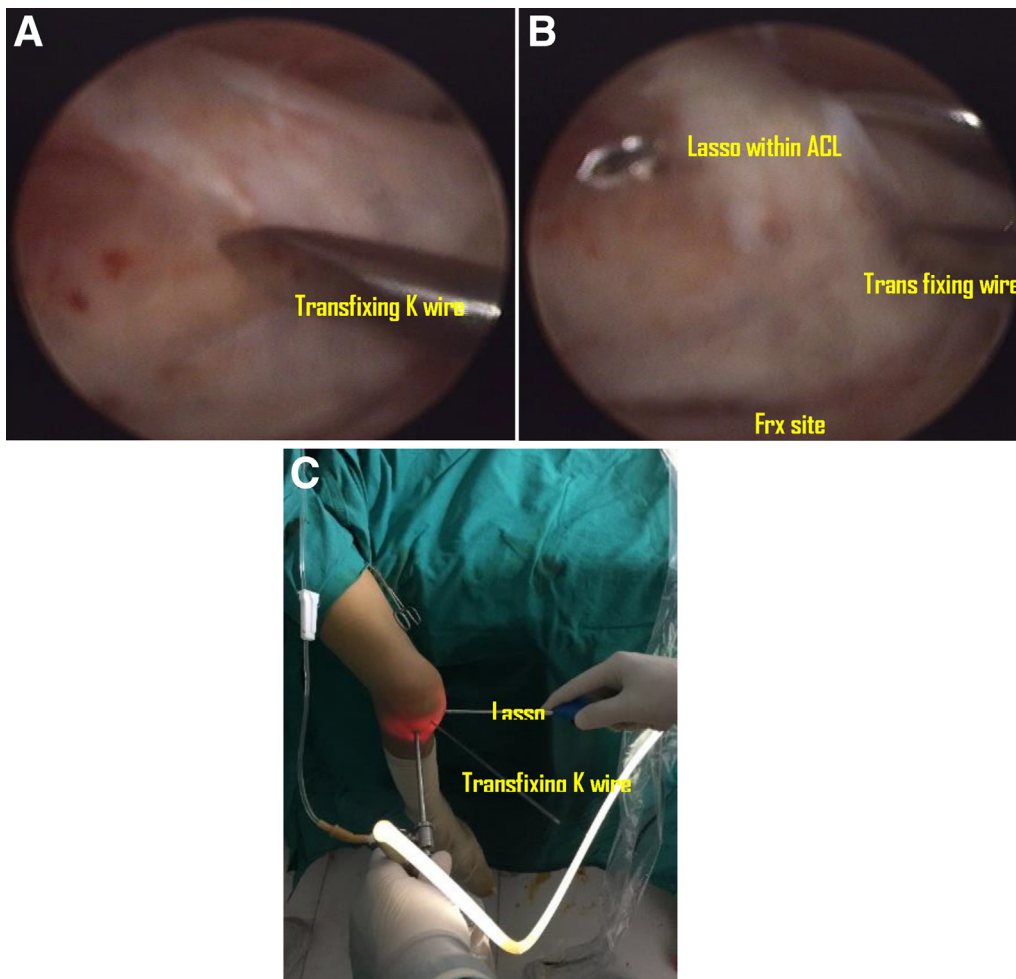 A
B
Lasso within ACL
Transfixing K wire
Trans fixing wire
Frx site
C
Lasso
Transfixing K wire